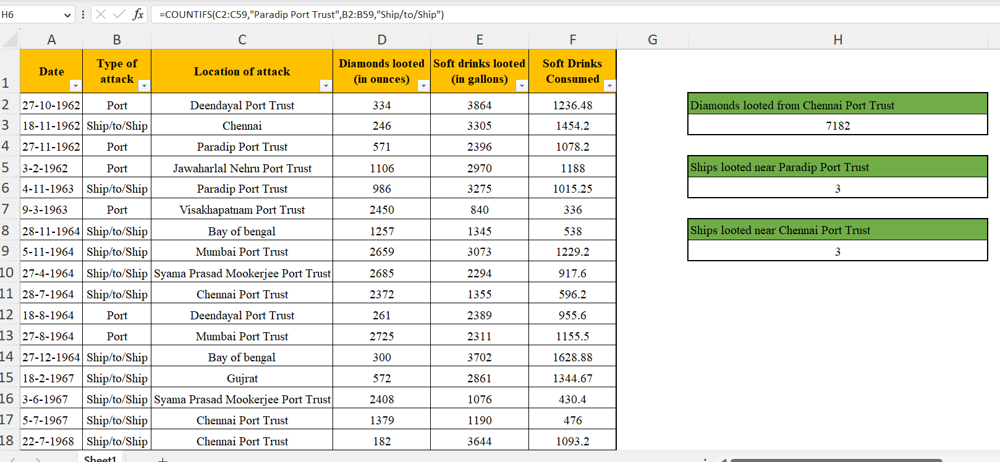 H6 fx =COUNTIFS(C2:C59,"Paradip Port Trust",B2:B59,"Ship/to/Ship")
A B C D E F G H
1 Date Type of attack Location of attack Diamonds looted (in ounces) Soft drinks looted (in gallons) Soft Drinks Consumed
2 27-10-1962 Port Deendayal Port Trust 334 3864 1236.48 Diamonds looted from Chennai Port Trust
3 18-11-1962 Ship/to/Ship Chennai 246 3305 1454.2 7182
4 27-11-1962 Port Paradip Port Trust 571 2396 1078.2
5 3-2-1962 Port Jawaharlal Nehru Port Trust 1106 2970 1188 Ships looted near Paradip Port Trust
6 4-11-1963 Ship/to/Ship Paradip Port Trust 986 3275 1015.25 3
7 9-3-1963 Port Visakhapatnam Port Trust 2450 840 336
8 28-11-1964 Ship/to/Ship Bay of bengal 1257 1345 538 Ships looted near Chennai Port Trust
9 5-11-1964 Ship/to/Ship Mumbai Port Trust 2659 3073 1229.2 3
10 27-4-1964 Ship/to/Ship Syama Prasad Mookerjee Port Trust 2685 2294 917.6
11 28-7-1964 Ship/to/Ship Chennai Port Trust 2372 1355 596.2
12 18-8-1964 Port Deendayal Port Trust 261 2389 955.6
13 27-8-1964 Port Mumbai Port Trust 2725 2311 1155.5
14 27-12-1964 Ship/to/Ship Bay of bengal 300 3702 1628.88
15 18-2-1967 Ship/to/Ship Gujrat 572 2861 1344.67
16 3-6-1967 Ship/to/Ship Syama Prasad Mookerjee Port Trust 2408 1076 430.4
17 5-7-1967 Ship/to/Ship Chennai Port Trust 1379 1190 476
18 22-7-1968 Ship/to/Ship Chennai Port Trust 182 3644 1093.2
Sheet1